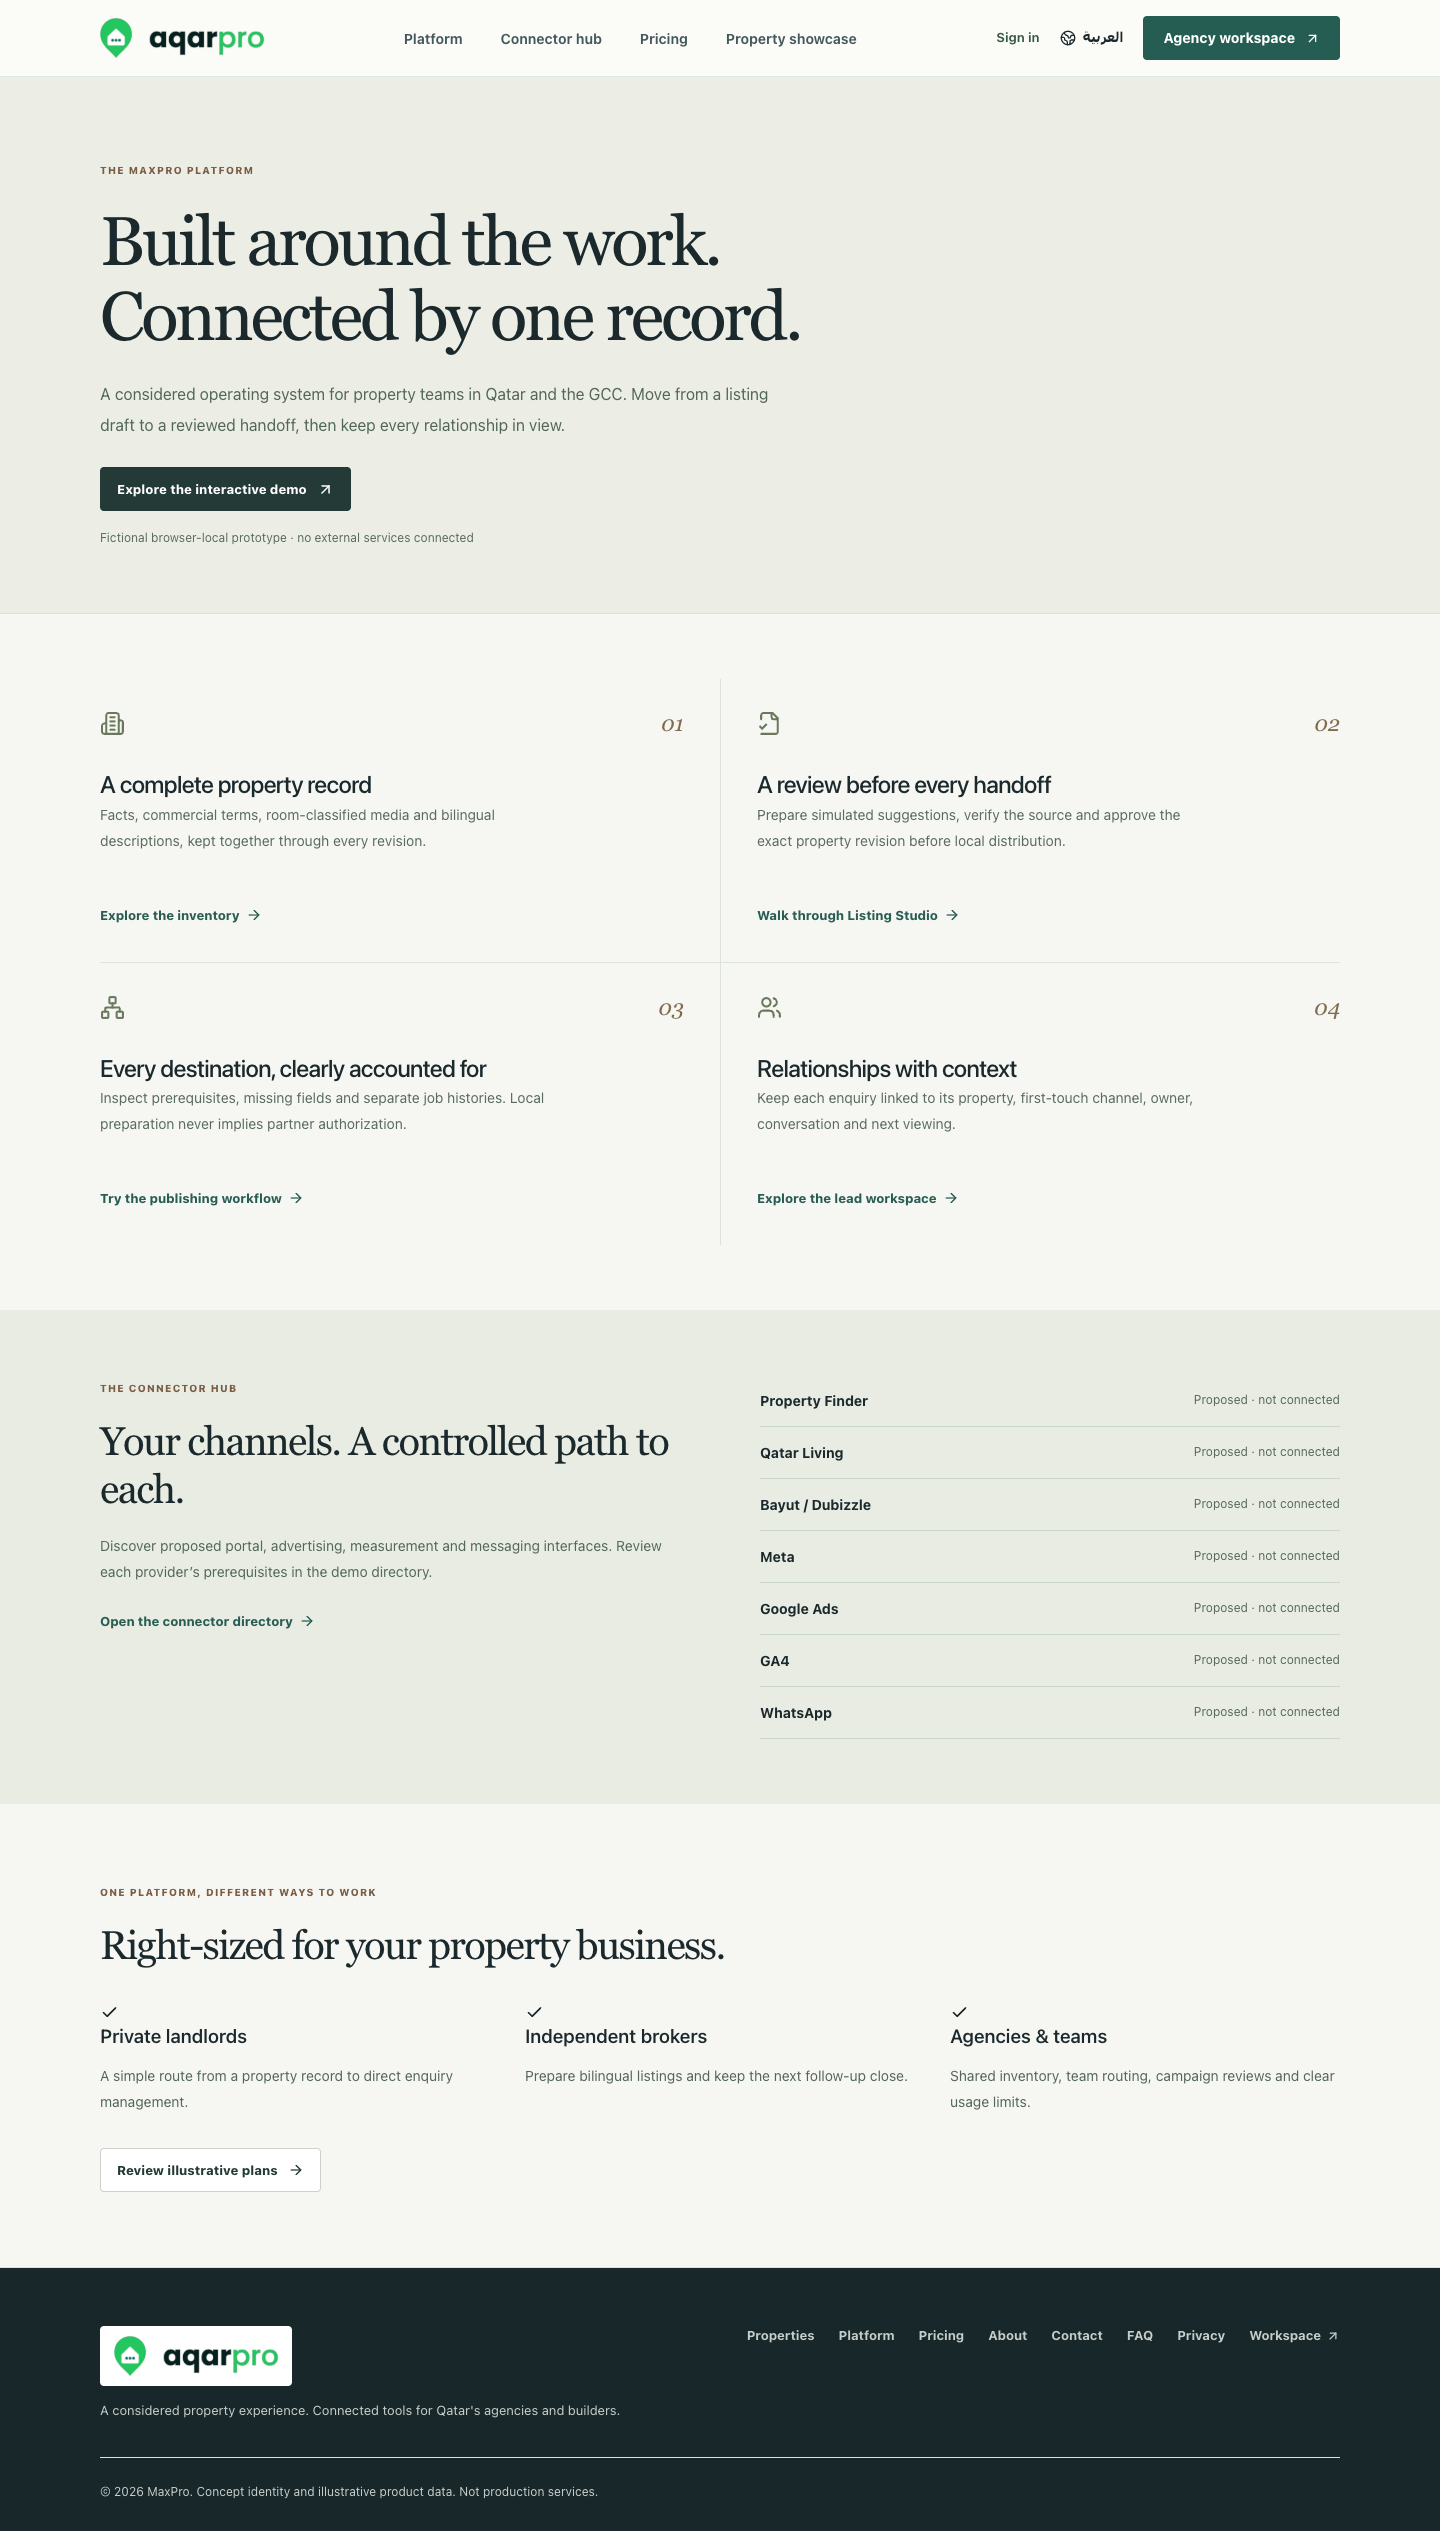 aqarpro
Platform
Connector hub
Pricing
Property showcase
Sign in
العربية
Agency workspace
THE MAXPRO PLATFORM
Built around the work.
Connected by one record.
A considered operating system for property teams in Qatar and the GCC. Move from a listing
draft to a reviewed handoff, then keep every relationship in view.
Explore the interactive demo
Fictional browser-local prototype · no external services connected
01
A complete property record
Facts, commercial terms, room-classified media and bilingual
descriptions, kept together through every revision.
Explore the inventory
02
A review before every handoff
Prepare simulated suggestions, verify the source and approve the
exact property revision before local distribution.
Walk through Listing Studio
03
Every destination, clearly accounted for
Inspect prerequisites, missing fields and separate job histories. Local
preparation never implies partner authorization.
Try the publishing workflow
04
Relationships with context
Keep each enquiry linked to its property, first-touch channel, owner,
conversation and next viewing.
Explore the lead workspace
THE CONNECTOR HUB
Your channels. A controlled path to
each.
Discover proposed portal, advertising, measurement and messaging interfaces. Review
each provider’s prerequisites in the demo directory.
Open the connector directory
Property Finder Proposed · not connected
Qatar Living Proposed · not connected
Bayut / Dubizzle Proposed · not connected
Meta Proposed · not connected
Google Ads Proposed · not connected
GA4 Proposed · not connected
WhatsApp Proposed · not connected
ONE PLATFORM, DIFFERENT WAYS TO WORK
Right-sized for your property business.
Private landlords
A simple route from a property record to direct enquiry
management.
Independent brokers
Prepare bilingual listings and keep the next follow-up close.
Agencies & teams
Shared inventory, team routing, campaign reviews and clear
usage limits.
Review illustrative plans
aqarpro
A considered property experience. Connected tools for Qatar's agencies and builders.
Properties
Platform
Pricing
About
Contact
FAQ
Privacy
Workspace
© 2026 MaxPro. Concept identity and illustrative product data. Not production services.